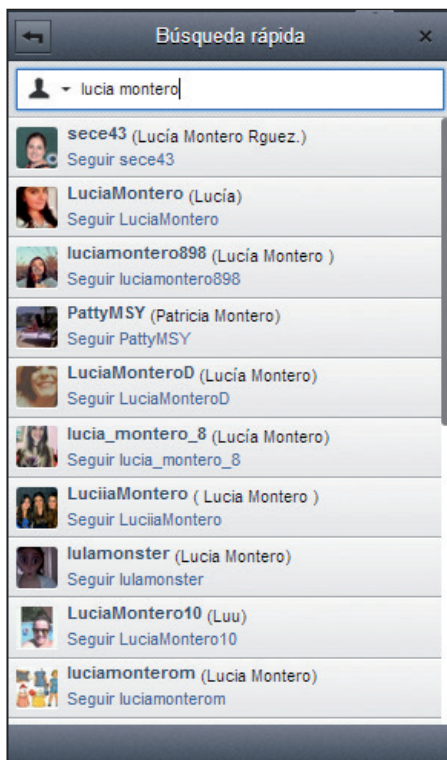 Búsqueda rápida
lucia montero
sece43 (Lucía Montero Rguez.)
Seguir sece43
LuciaMontero (Lucía)
Seguir LuciaMontero
luciamontero898 (Lucía Montero )
Seguir luciamontero898
PattyMSY (Patricia Montero)
Seguir PattyMSY
LuciaMonteroD (Lucía Montero)
Seguir LuciaMonteroD
lucia_montero_8 (Lucía Montero)
Seguir lucia_montero_8
LuciiaMontero ( Lucia Montero )
Seguir LuciiaMontero
lulamonster (Lucia Montero)
Seguir lulamonster
LuciaMontero10 (Luu)
Seguir LuciaMontero10
luciamonterom (Lucia Montero)
Seguir luciamonterom